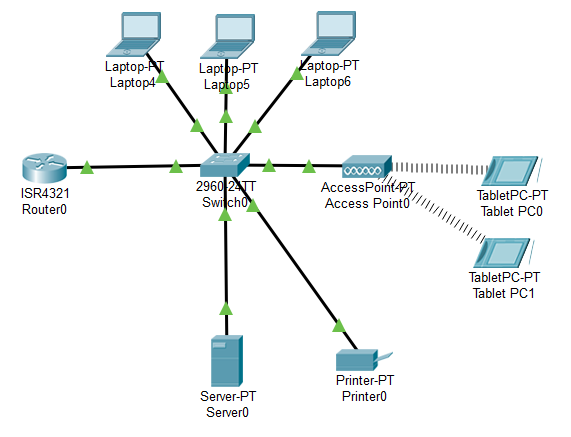 Laptop-PT
Laptop4
Laptop-PT
Laptop5
Laptop-PT
Laptop6
ISR4321
Router0
2960-24TT
Switch0
AccessPoint-PT
Access Point0
TabletPC-PT
Tablet PC0
TabletPC-PT
Tablet PC1
Server-PT
Server0
Printer-PT
Printer0